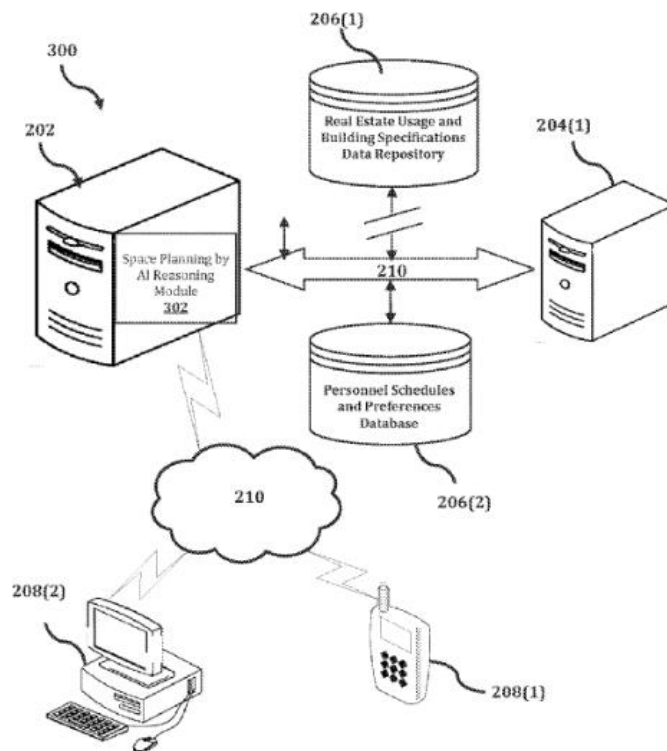 206(1)
300
Real Estate Usage and
Building Specifications
Data Repository
204(1)
202
Space Planning by
AI Reasoning
Module
302
210
Personnel Schedules
and Preferences
Database
210
206(2)
208(2)
208(1)